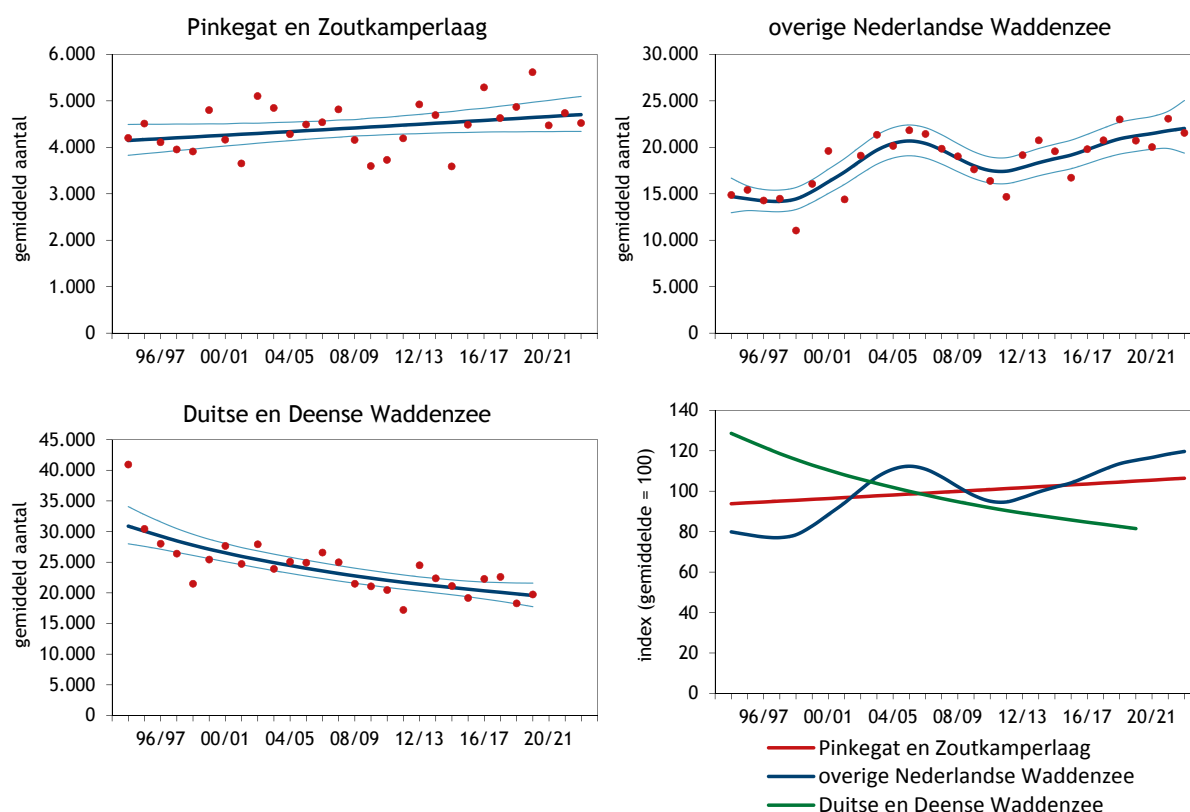 Pinkegat en Zoutkamperlaag
gemiddeld aantal
6.000
5.000
4.000
3.000
2.000
1.000
0
96/97 00/01 04/05 08/09 12/13 16/17 20/21
overige Nederlandse Waddenzee
gemiddeld aantal
30.000
25.000
20.000
15.000
10.000
5.000
0
96/97 00/01 04/05 08/09 12/13 16/17 20/21
Duitse en Deense Waddenzee
gemiddeld aantal
45.000
40.000
35.000
30.000
25.000
20.000
15.000
10.000
5.000
0
96/97 00/01 04/05 08/09 12/13 16/17 20/21
index (gemiddelde = 100)
140
120
100
80
60
40
20
0
96/97 00/01 04/05 08/09 12/13 16/17 20/21
Pinkegat en Zoutkamperlaag
overige Nederlandse Waddenzee
Duitse en Deense Waddenzee